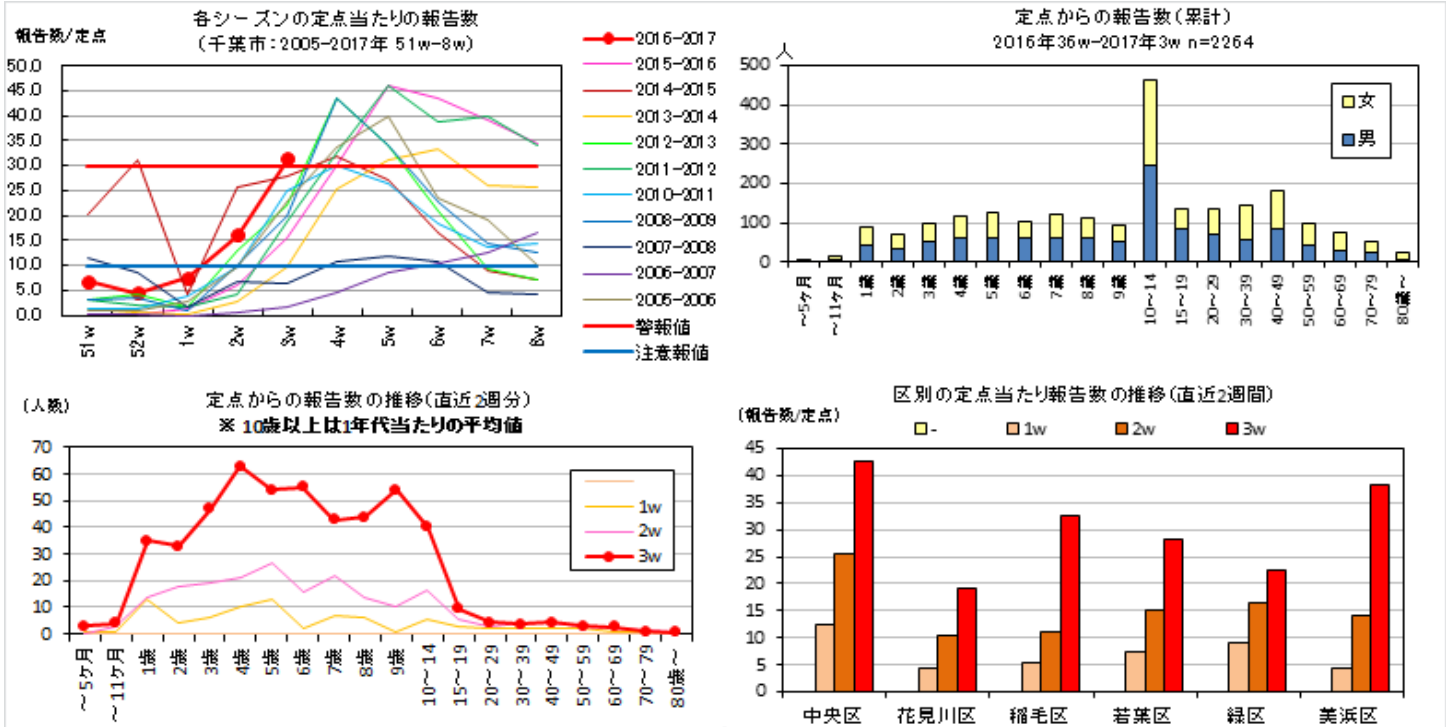 各シーズンの定点当たりの報告数
(千葉市:2005-2017年 51w-8w)
報告数/定点
50.0
45.0
40.0
35.0
30.0
25.0
20.0
15.0
10.0
5.0
0.0
51w
52w
1w
2w
3w
4w
5w
6w
7w
8w
2016-2017
2015-2016
2014-2015
2013-2014
2012-2013
2011-2012
2010-2011
2008-2009
2007-2008
2006-2007
2005-2006
警報値
注意報値
定点からの報告数(累計)
2016年36w-2017年3w n=2264
人
500
400
300
200
100
0
女
男
~5ヶ月
~11ヶ月
1歳
2歳
3歳
4歳
5歳
6歳
7歳
8歳
9歳
10~14
15~19
20~29
30~39
40~49
50~59
60~69
70~79
80歳~
定点からの報告数の推移(直近2週分)
※ 10歳以上は1年代当たりの平均値
(人数)
70
60
50
40
30
20
10
0
1w
2w
3w
~5ヶ月
~11ヶ月
1歳
2歳
3歳
4歳
5歳
6歳
7歳
8歳
9歳
10~14
15~19
20~29
30~39
40~49
50~59
60~69
70~79
80歳~
区別の定点当たり報告数の推移(直近2週間)
(報告数/定点)
- 1w 2w 3w
45
40
35
30
25
20
15
10
5
0
中央区 花見川区 稲毛区 若葉区 緑区 美浜区